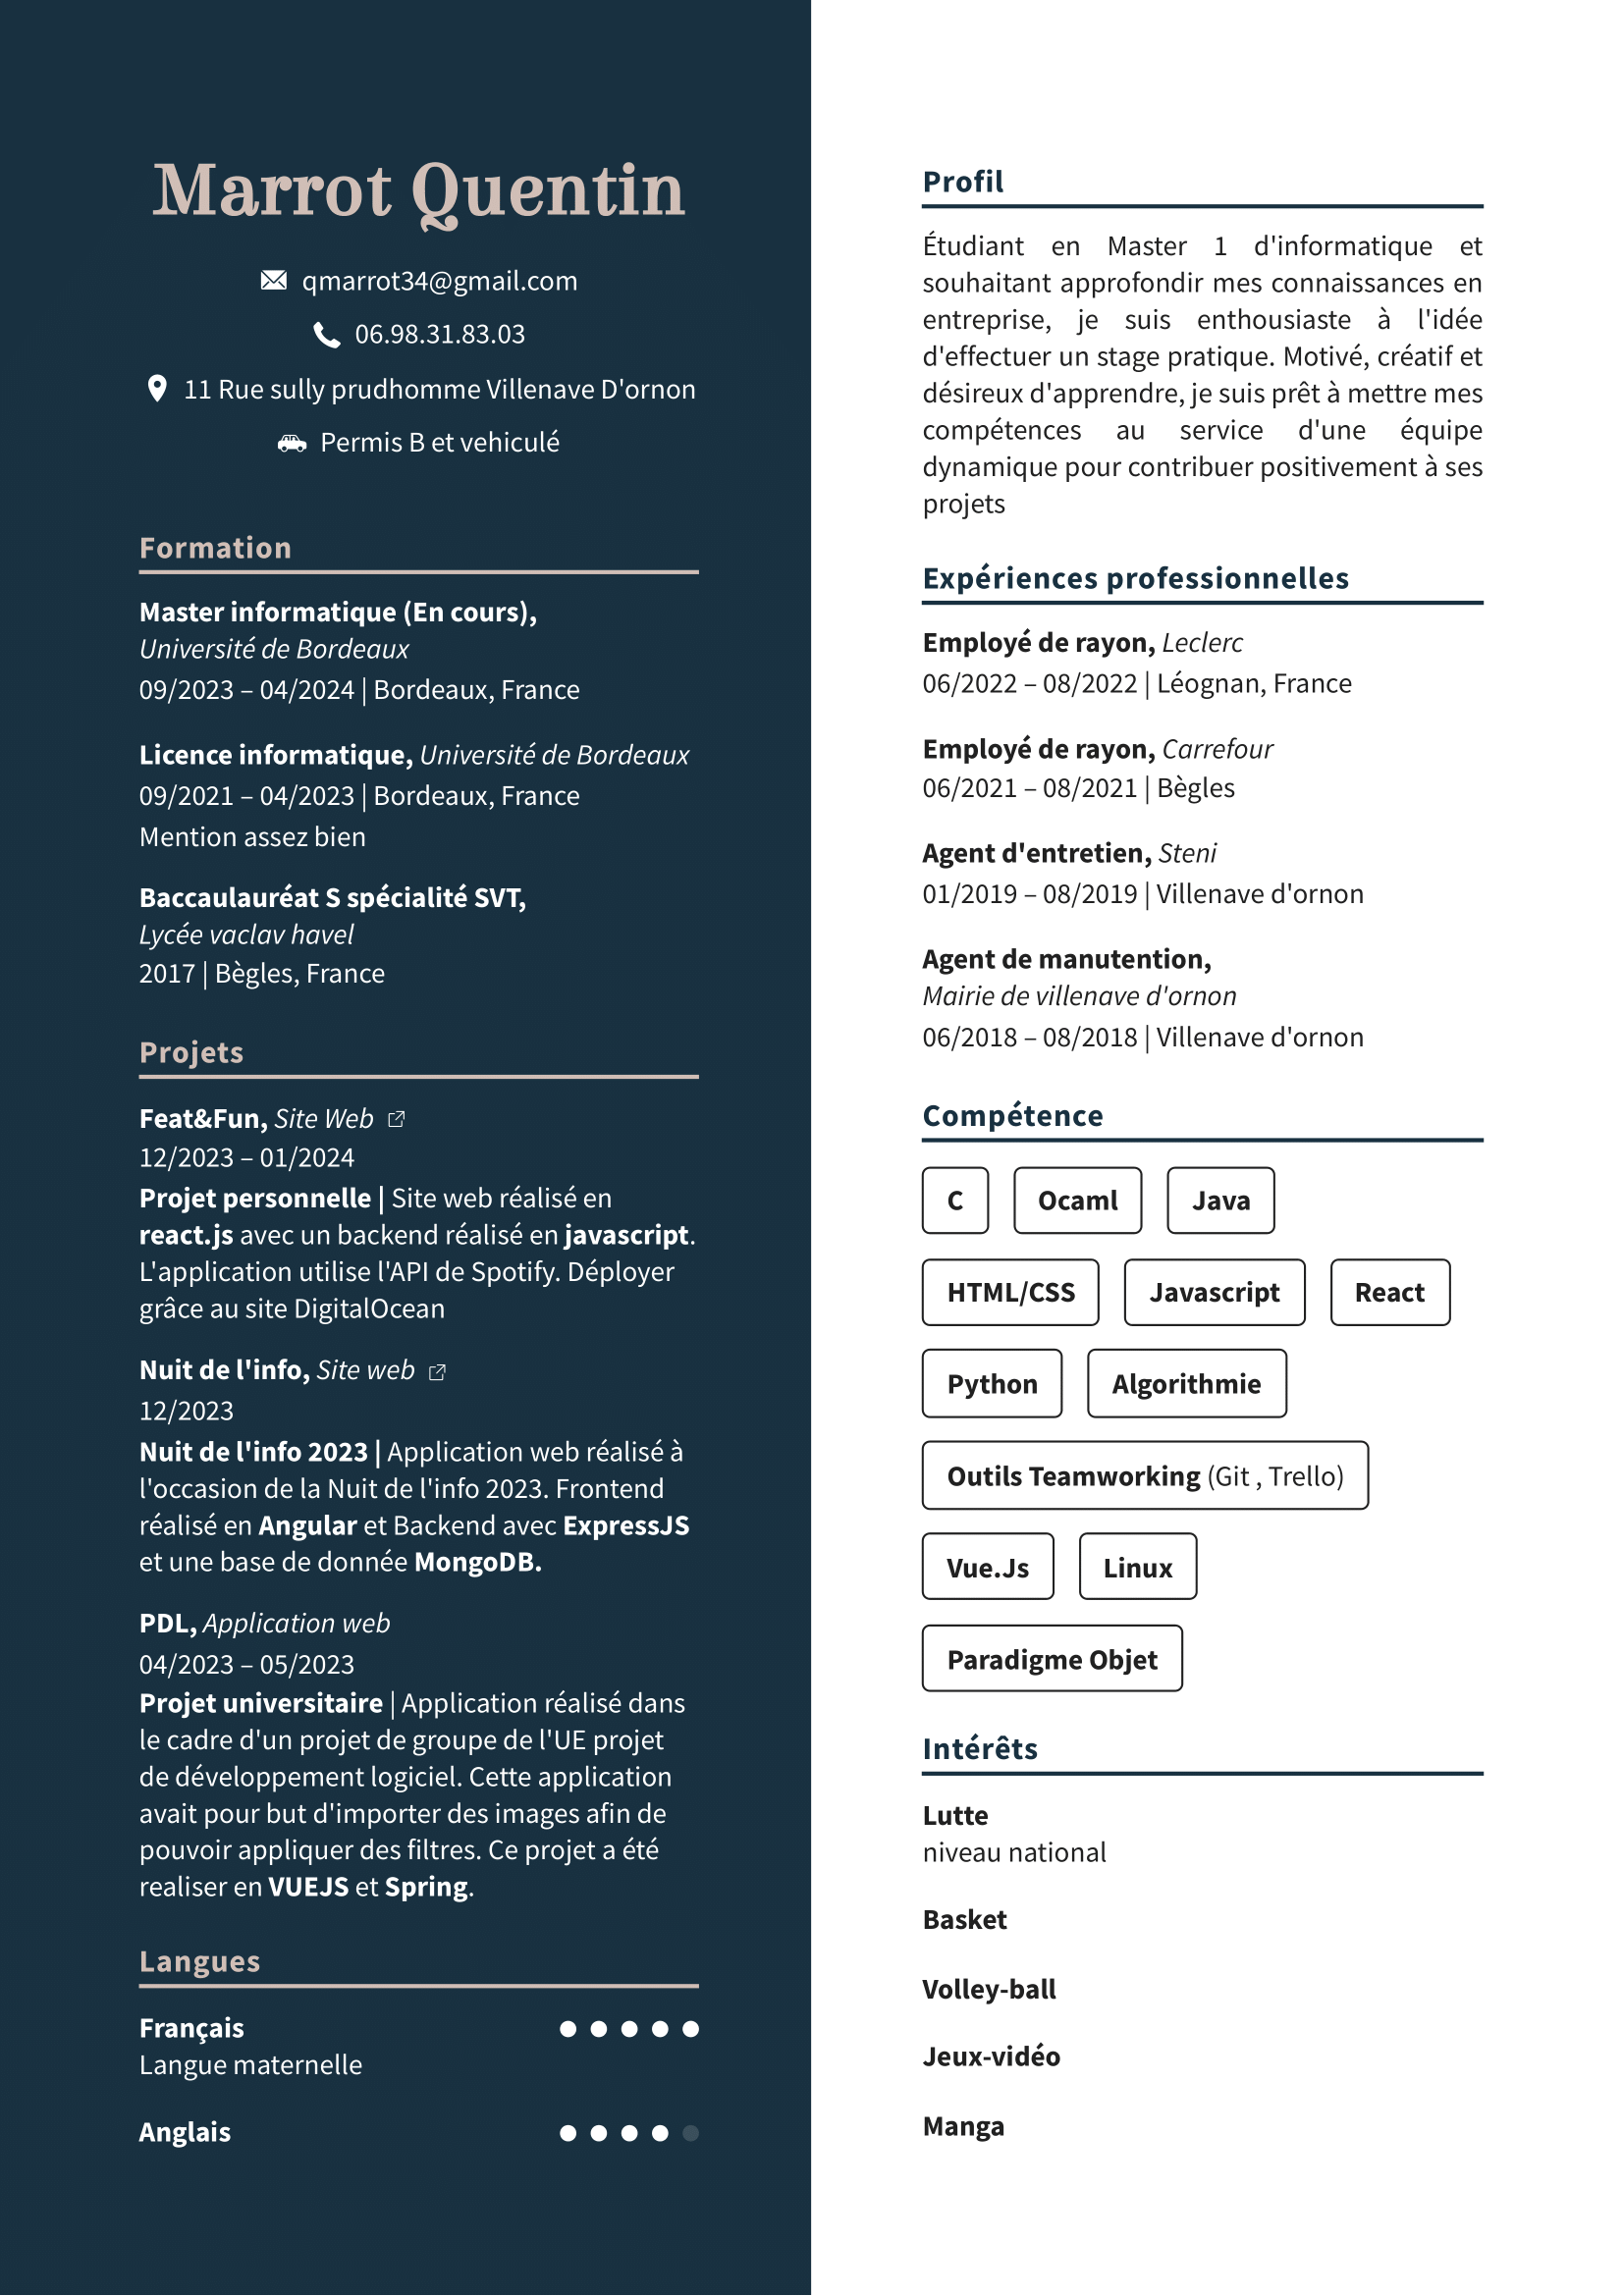 Marrot Quentin
qmarrot34@gmail.com
06.98.31.83.03
11 Rue sully prudhomme Villenave D'ornon
Permis B et vehiculé
Formation
Master informatique (En cours),
Université de Bordeaux
09/2023 – 04/2024 | Bordeaux, France
Licence informatique, Université de Bordeaux
09/2021 – 04/2023 | Bordeaux, France
Mention assez bien
Baccaulauréat S spécialité SVT,
Lycée vaclav havel
2017 | Bègles, France
Projets
Feat&Fun, Site Web
12/2023 – 01/2024
Projet personnelle | Site web réalisé en
react.js avec un backend réalisé en javascript.
L'application utilise l'API de Spotify. Déployer
grâce au site DigitalOcean
Nuit de l'info, Site web
12/2023
Nuit de l'info 2023 | Application web réalisé à
l'occasion de la Nuit de l'info 2023. Frontend
réalisé en Angular et Backend avec ExpressJS
et une base de donnée MongoDB.
PDL, Application web
04/2023 – 05/2023
Projet universitaire | Application réalisé dans
le cadre d'un projet de groupe de l'UE projet
de développement logiciel. Cette application
avait pour but d'importer des images afin de
pouvoir appliquer des filtres. Ce projet a été
realiser en VUEJS et Spring.
Langues
Français
Langue maternelle
Anglais
Profil
Étudiant en Master 1 d'informatique et
souhaitant approfondir mes connaissances en
entreprise, je suis enthousiaste à l'idée
d'effectuer un stage pratique. Motivé, créatif et
désireux d'apprendre, je suis prêt à mettre mes
compétences au service d'une équipe
dynamique pour contribuer positivement à ses
projets
Expériences professionnelles
Employé de rayon, Leclerc
06/2022 – 08/2022 | Léognan, France
Employé de rayon, Carrefour
06/2021 – 08/2021 | Bègles
Agent d'entretien, Steni
01/2019 – 08/2019 | Villenave d'ornon
Agent de manutention,
Mairie de villenave d'ornon
06/2018 – 08/2018 | Villenave d'ornon
Compétence
C Ocaml Java
HTML/CSS Javascript React
Python Algorithmie
Outils Teamworking (Git , Trello)
Vue.Js Linux
Paradigme Objet
Intérêts
Lutte
niveau national
Basket
Volley-ball
Jeux-vidéo
Manga